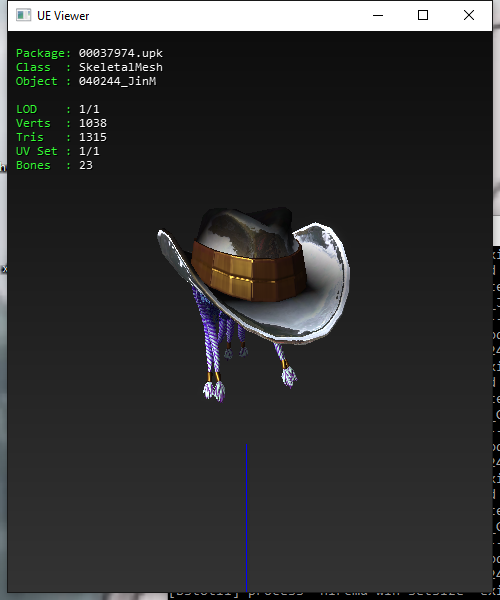 UE Viewer
Package: 00037974.upk
Class : SkeletalMesh
Object : 040244_JinM
LOD : 1/1
Verts : 1038
Tris : 1315
UV Set : 1/1
Bones : 23